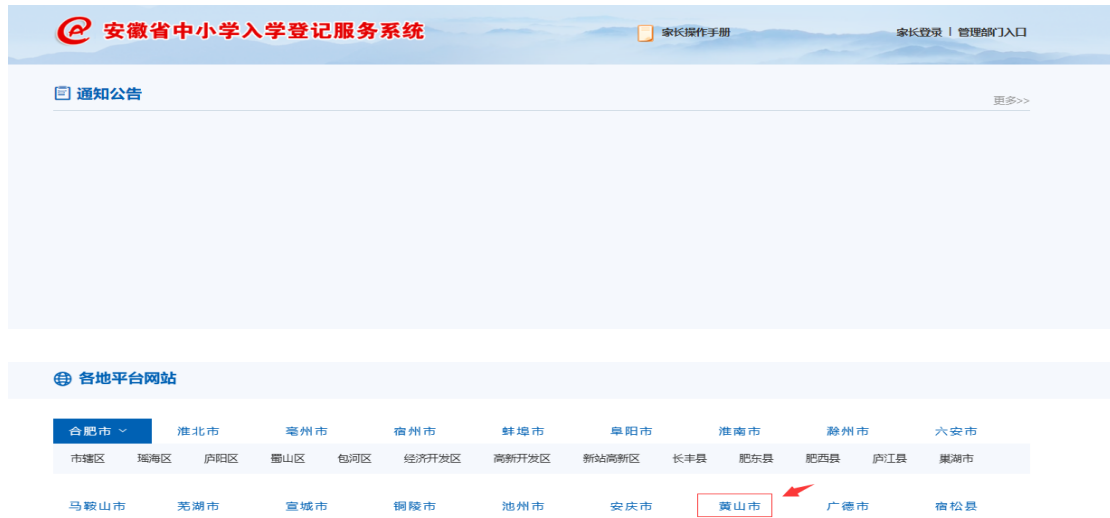 安徽省中小学入学登记服务系统 家长操作手册 家长登录 | 管理部门入口
通知公告 更多>>
各地平台网站
合肥市 淮北市 亳州市 宿州市 蚌埠市 阜阳市 淮南市 滁州市 六安市
市辖区 瑶海区 庐阳区 蜀山区 包河区 经济开发区 高新开发区 新站高新区 长丰县 肥东县 肥西县 庐江县 巢湖市
马鞍山市 芜湖市 宣城市 铜陵市 池州市 安庆市 黄山市 广德市 宿松县